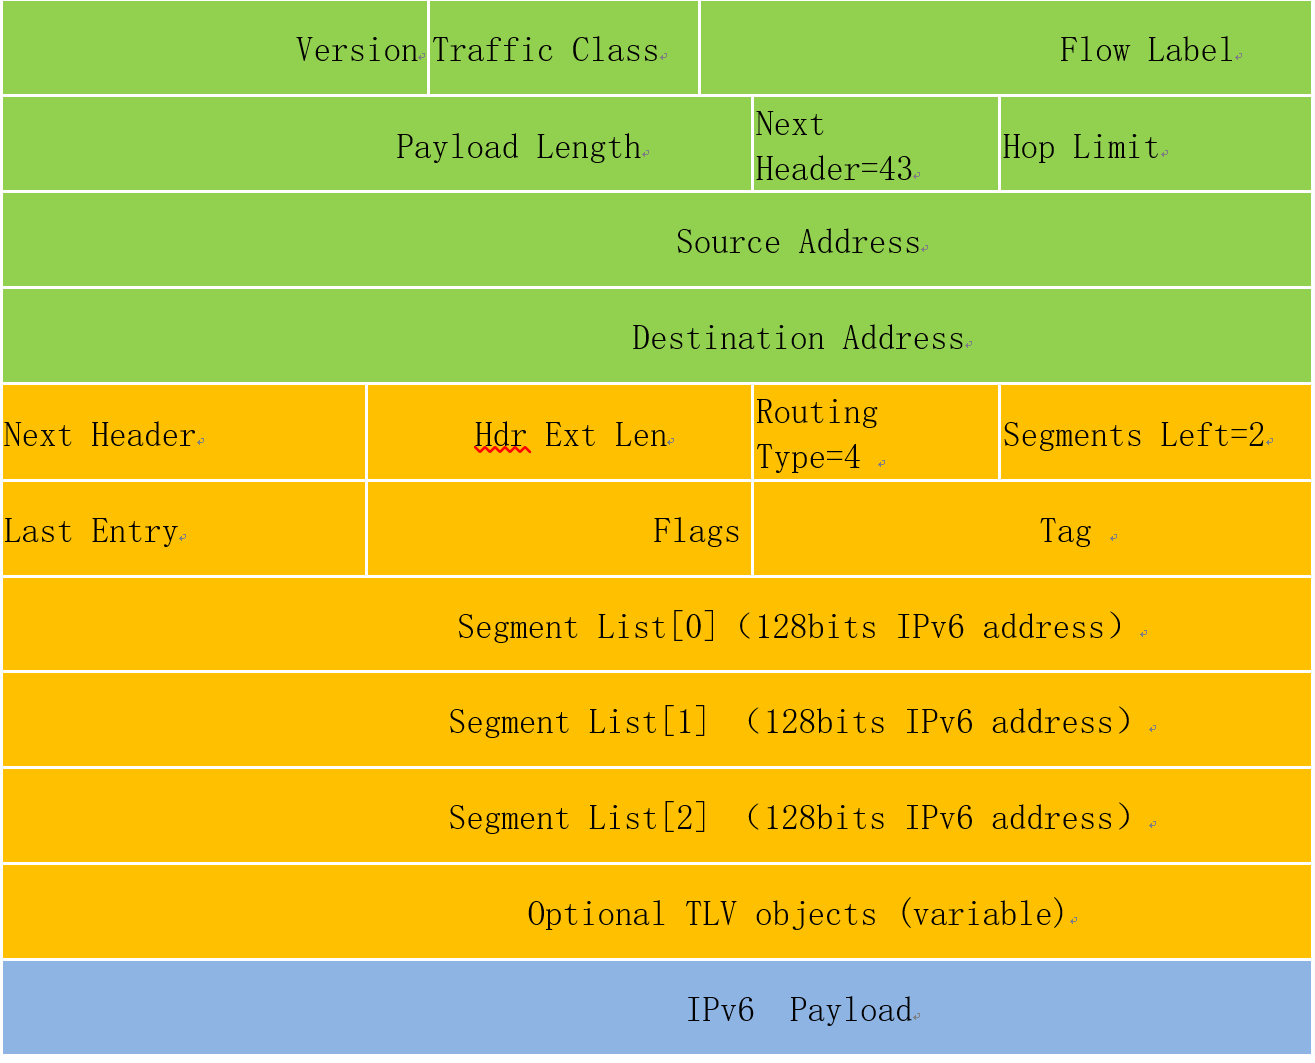 Version
Traffic Class
Flow Label
Payload Length
Next
Header=43
Hop Limit
Source Address
Destination Address
Next Header
Hdr Ext Len
Routing
Type=4
Segments Left=2
Last Entry
Flags
Tag
Segment List[0]（128bits IPv6 address）
Segment List[1] （128bits IPv6 address）
Segment List[2] （128bits IPv6 address）
Optional TLV objects (variable)
IPv6  Payload